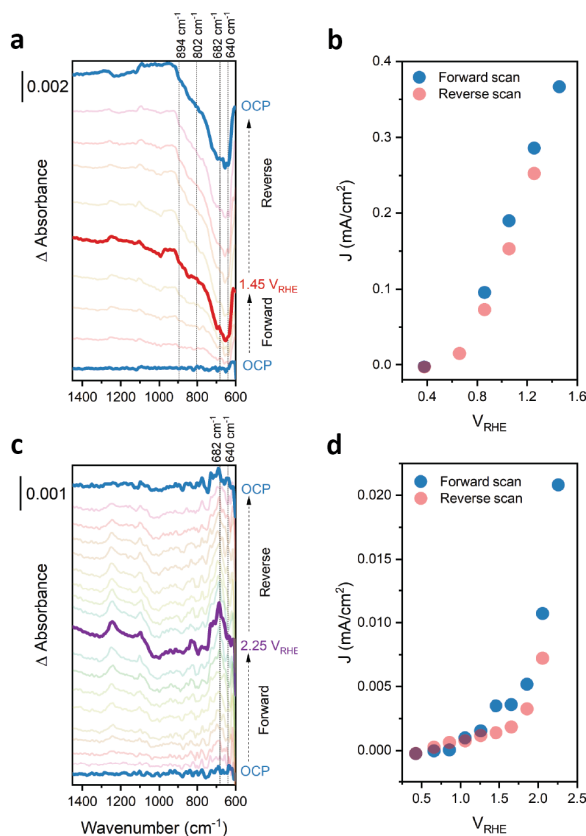 a
894 cm⁻¹
802 cm⁻¹
682 cm⁻¹
640 cm⁻¹
0.002
Δ Absorbance
OCP
Reverse
1.45 V_RHE
Forward
OCP
1400 1200 1000 800 600
b
Forward scan
Reverse scan
J (mA/cm²)
0.4
0.3
0.2
0.1
0.0
0.4 0.8 1.2 1.6
V_RHE
c
682 cm⁻¹
640 cm⁻¹
0.001
Δ Absorbance
OCP
Reverse
2.25 V_RHE
Forward
OCP
1400 1200 1000 800 600
Wavenumber (cm⁻¹)
d
Forward scan
Reverse scan
J (mA/cm²)
0.020
0.015
0.010
0.005
0.000
0.5 1.0 1.5 2.0 2.5
V_RHE